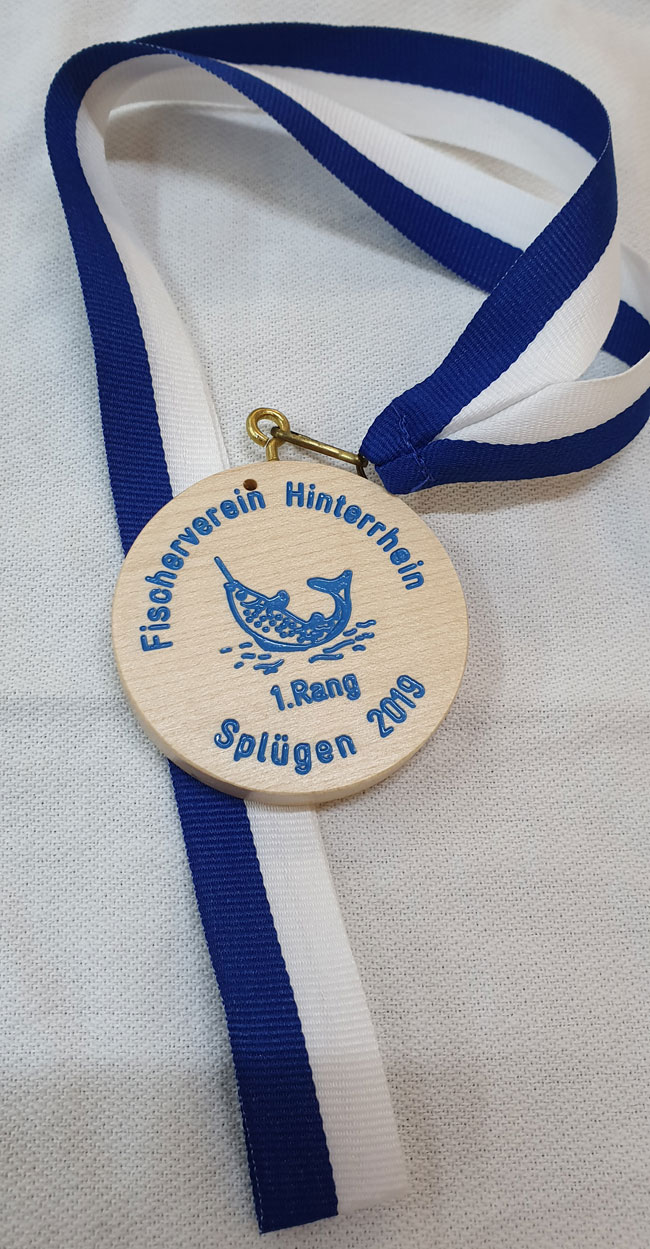 Fischerverein Hinterrhein
1.Rang
Splügen 2019